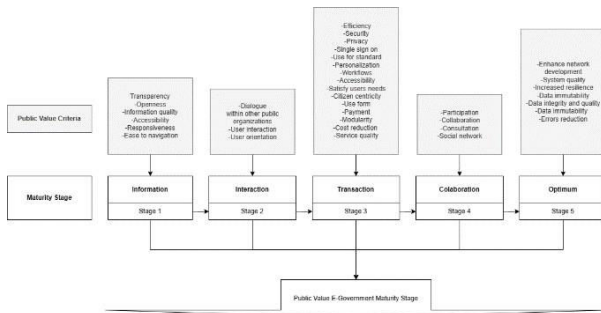 Public Value Criteria
Transparency
-Openness
-Information quality
-Accessibility
-Responsiveness
-Ease to navigation
-Dialogue
within other public
organizations
-User interaction
-User orientation
-Efficiency
-Security
-Privacy
-Single sign on
-Use for standard
-Personalization
-Workflows
-Accessibility
-Satisfy users needs
-Citizen centricity
-Use form
-Payment
-Modularity
-Cost reduction
-Service quality
-Participation
-Collaboration
-Consultation
-Social network
-Enhance network
development
-System quality
-Increased resilience
-Data immutability
-Data integrity and quality
-Data immutability
-Errors reduction
Maturity Stage
Information
Stage 1
Interaction
Stage 2
Transaction
Stage 3
Colaboration
Stage 4
Optimum
Stage 5
Public Value E-Government Maturity Stage